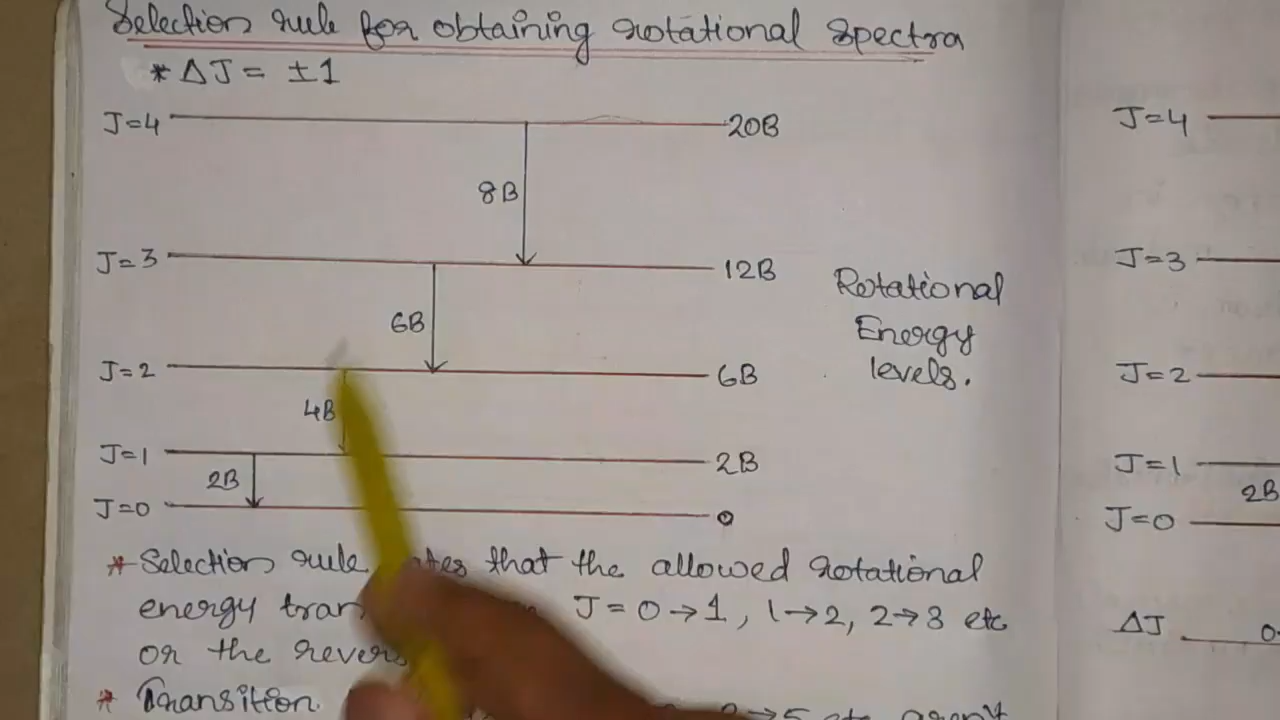 Selection rule for obtaining rotational spectra
* ΔJ = ±1
J=4 20B
8B
J=3 12B
6B
J=2 6B
4B
J=1 2B
2B
J=0 0
Rotational
Energy
levels.
* Selection rule that the allowed rotational
energy J = 0→1, 1→2, 2→3 etc
or the
* Transition
J=4
J=3
J=2
J=1
2B
J=0
ΔJ